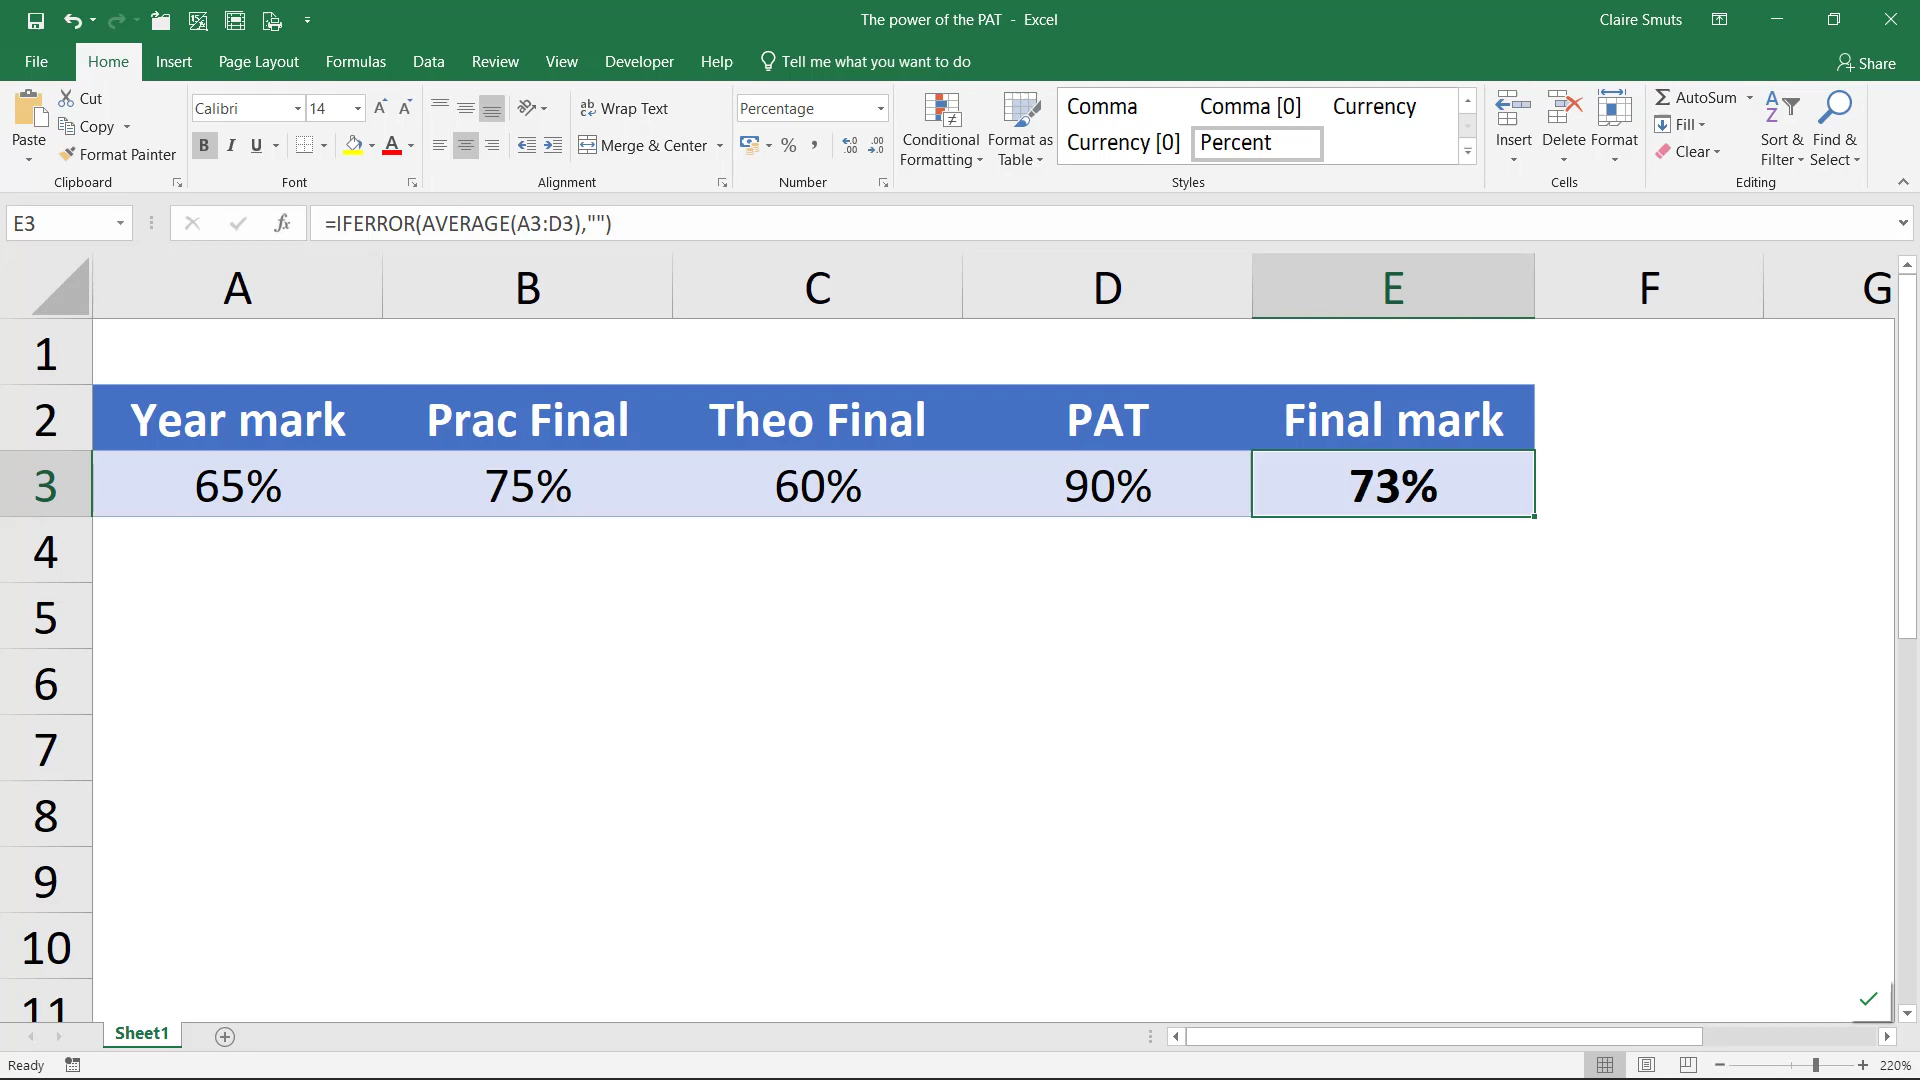 The power of the PAT - Excel
Claire Smuts
File Home Insert Page Layout Formulas Data Review View Developer Help Tell me what you want to do
Share
Paste
Cut
Copy
Format Painter
Clipboard
Calibri 14
B I U A
Font
ab Wrap Text
Merge & Center
Alignment
Percentage
% ,
Number
Conditional Formatting
Format as Table
Comma Comma [0] Currency
Currency [0] Percent
Styles
Insert Delete Format
Cells
AutoSum
Fill
Clear
Sort & Filter
Find & Select
Editing
E3 fx =IFERROR(AVERAGE(A3:D3),"")
A B C D E F G
1
2 Year mark Prac Final Theo Final PAT Final mark
3 65% 75% 60% 90% 73%
4
5
6
7
8
9
10
11
Sheet1
Ready 220%